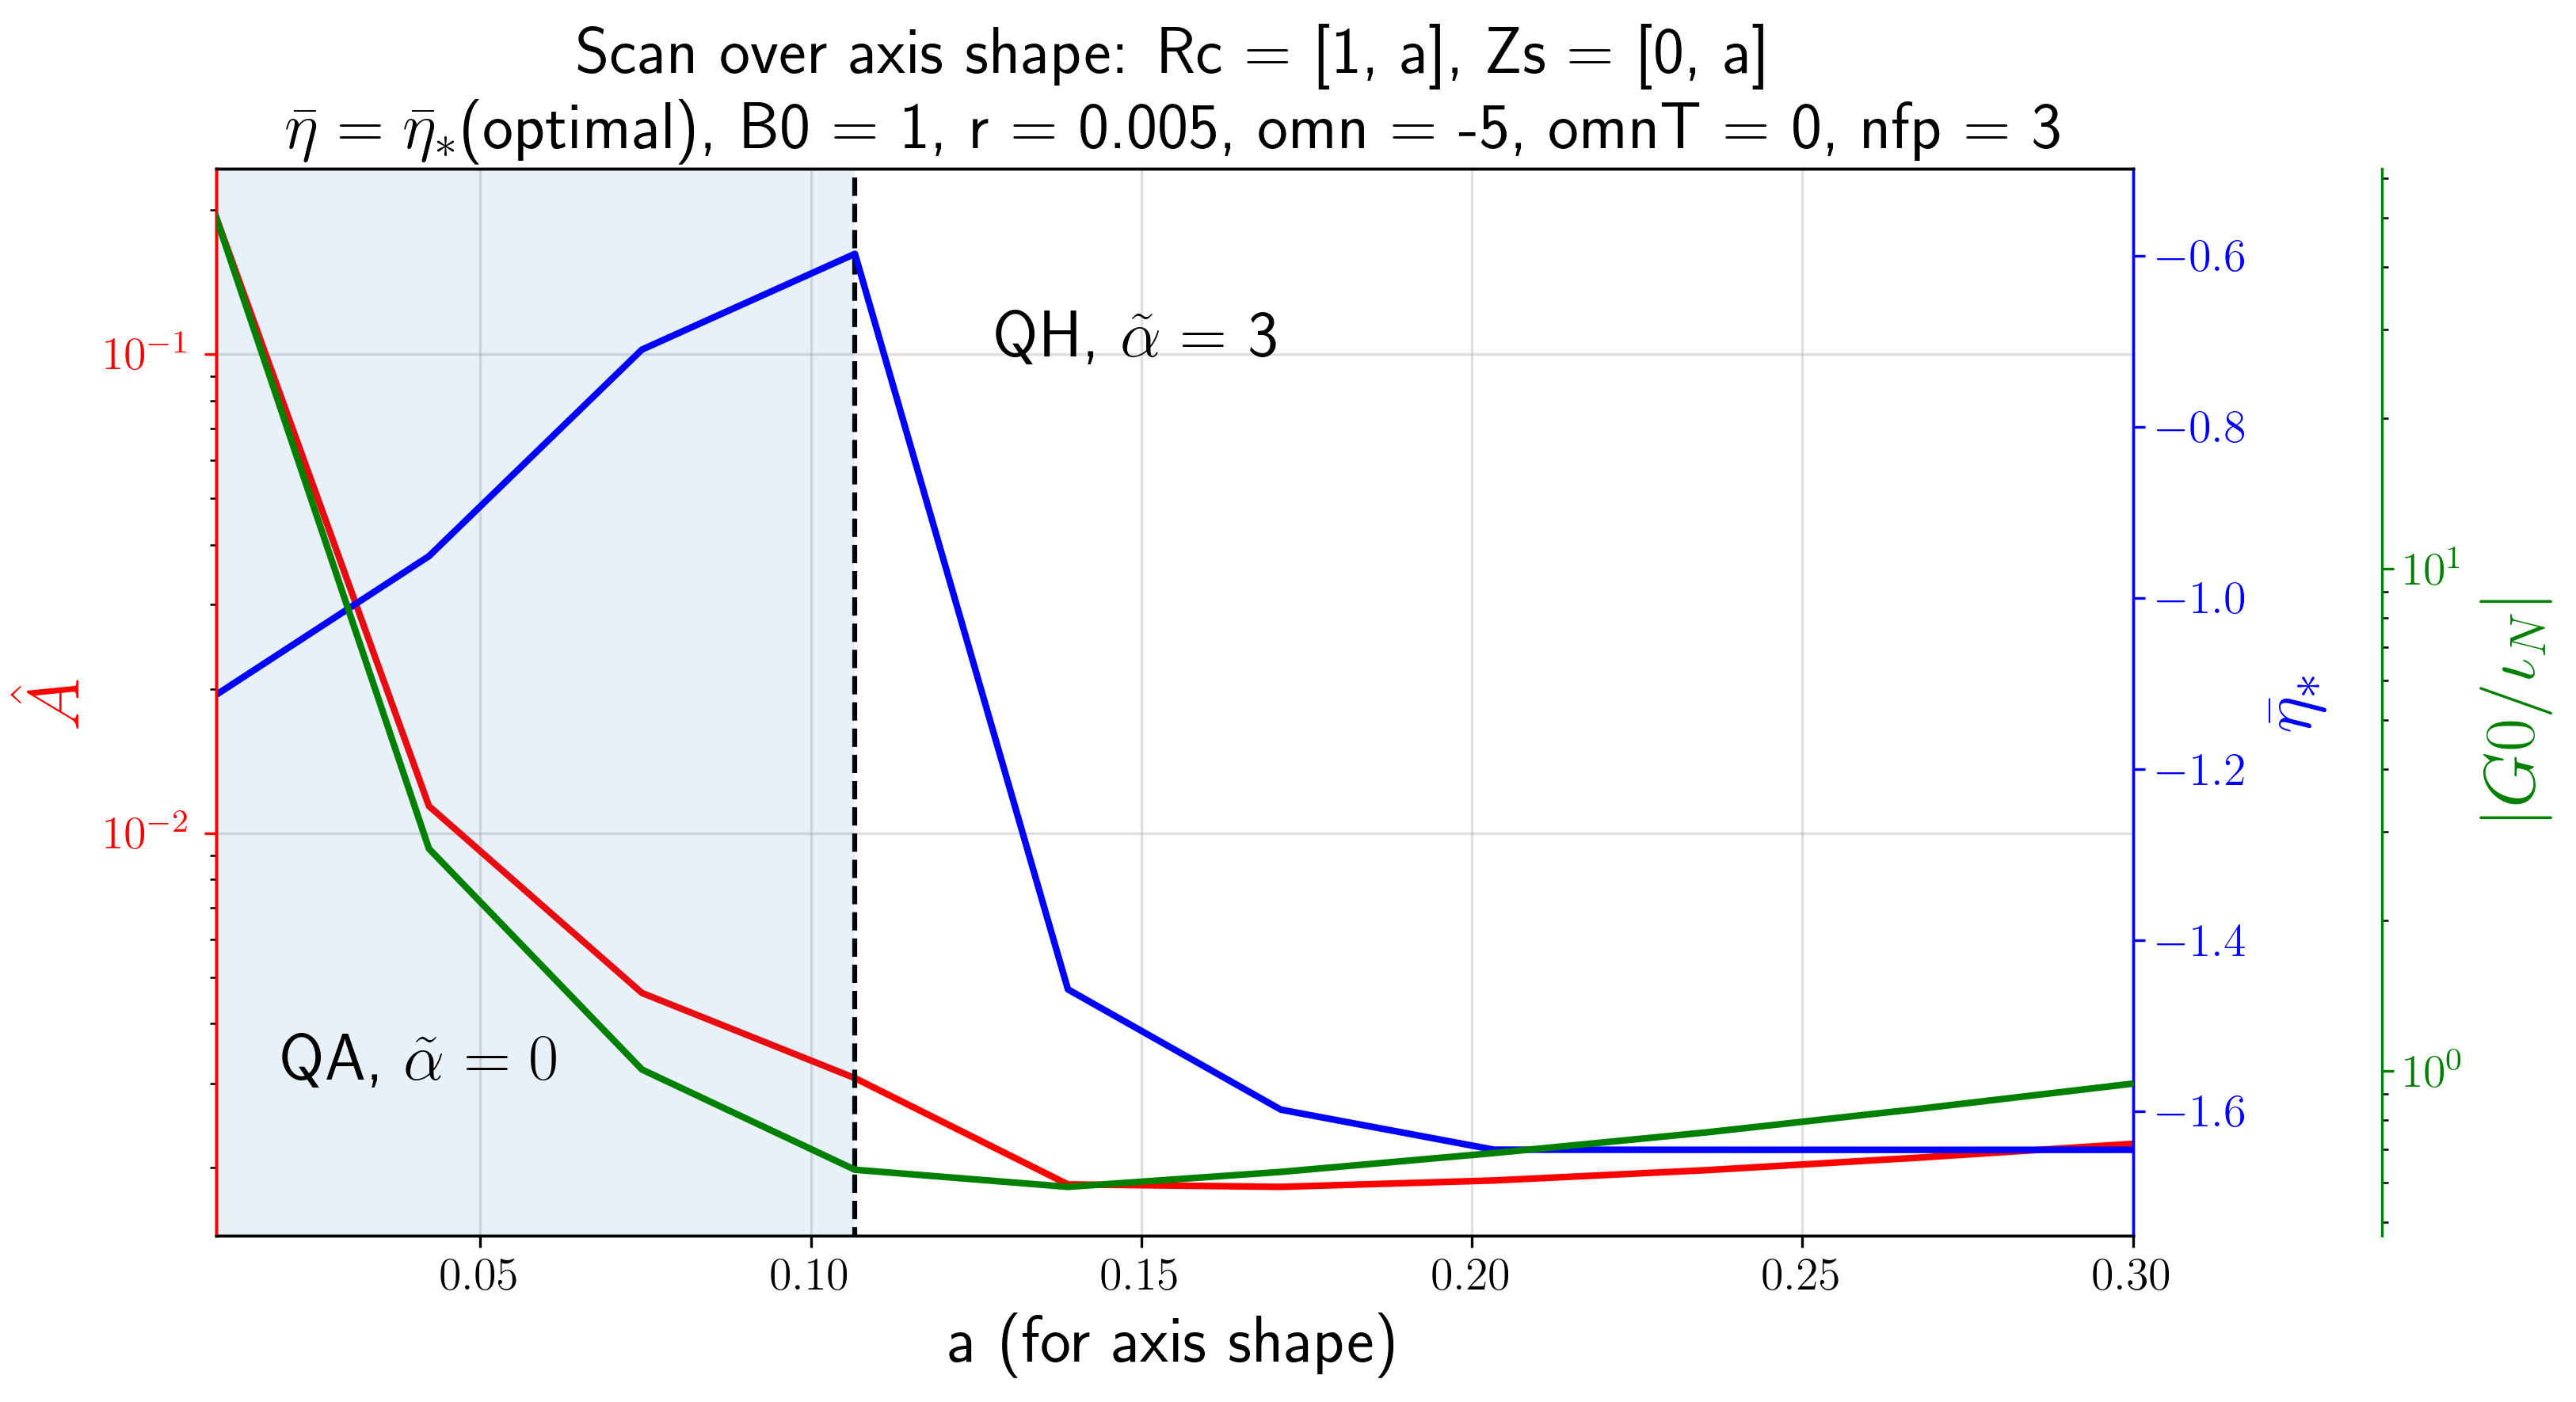 Scan over axis shape: Rc = [1, a], Zs = [0, a]
η̄ = η̄∗(optimal), B0 = 1, r = 0.005, omn = -5, omnT = 0, nfp = 3
QH, α̃ = 3
QA, α̃ = 0
10⁻¹
10⁻²
Â
−0.6
−0.8
−1.0
−1.2
−1.4
−1.6
η̄∗
10¹
10⁰
|G0/ι_N|
0.05 0.10 0.15 0.20 0.25 0.30
a (for axis shape)